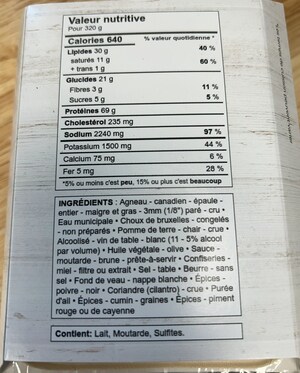 Valeur nutritive
Pour 320 g
Calories 640 % valeur quotidienne *
Lipides 30 g 40 %
saturés 11 g 60 %
+ trans 1 g
Glucides 21 g
Fibres 3 g 11 %
Sucres 5 g 5 %
Protéines 69 g
Cholestérol 235 mg
Sodium 2240 mg 97 %
Potassium 1500 mg 44 %
Calcium 75 mg 6 %
Fer 5 mg 28 %
*5% ou moins c'est peu, 15% ou plus c'est beaucoup
INGRÉDIENTS : Agneau - canadien - épaule -
entier - maigre et gras - 3mm (1/8") paré - cru •
Eau municipale • Choux de bruxelles - congelés
- non préparés • Pomme de terre - chair - crue •
Alcoolisé - vin de table - blanc (11 - 5% alcool
par volume) • Huile végétale - olive • Sauce -
moutarde - brune - prête-à-servir • Confiseries -
miel - filtre ou extrait • Sel - table • Beurre - sans
sel • Fond de veau - nappe blanche • Épices -
poivre - noir • Coriandre (cilantro) - crue • Purée
d'ail • Épices - cumin - graines • Épices - piment
rouge ou de cayenne
Contient: Lait, Moutarde, Sulfites.